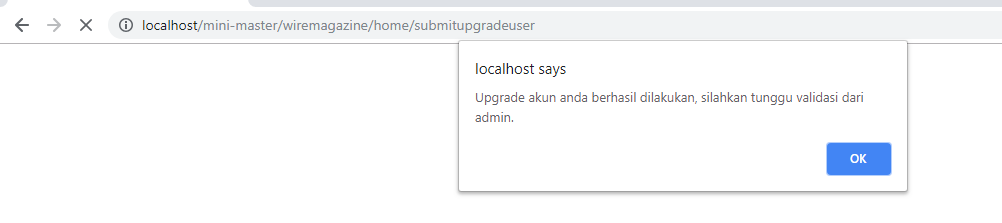 localhost/mini-master/wiremagazine/home/submitupgradeuser
localhost says
Upgrade akun anda berhasil dilakukan, silahkan tunggu validasi dari
admin.
OK